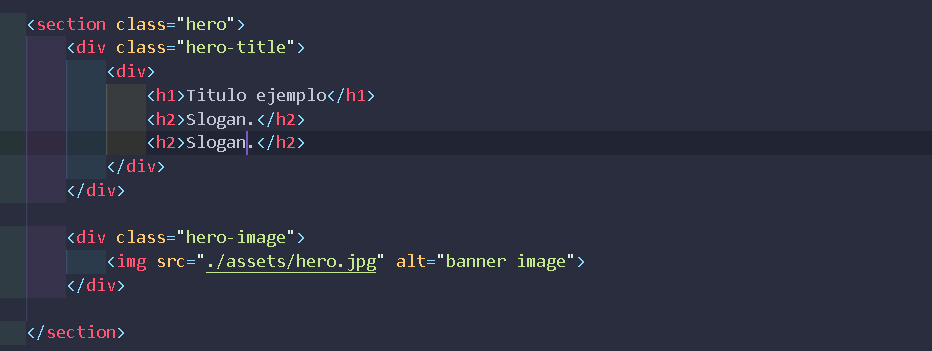 <section class="hero">
<div class="hero-title">
<div>
<h1>Titulo ejemplo</h1>
<h2>Slogan.</h2>
<h2>Slogan.</h2>
</div>
</div>
<div class="hero-image">
<img src="./assets/hero.jpg" alt="banner image">
</div>
</section>